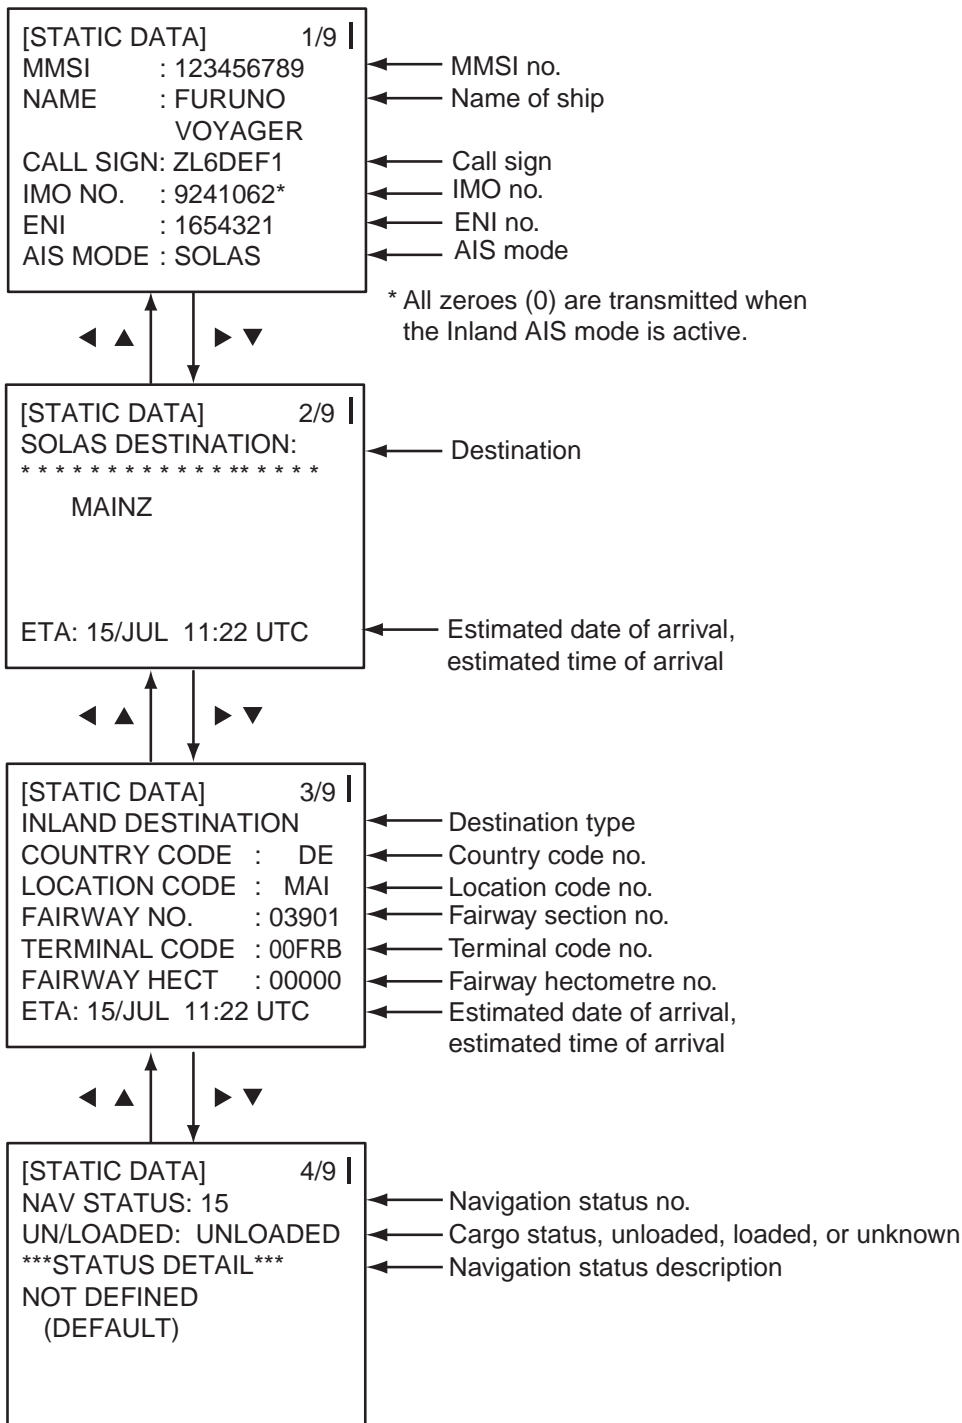 [STATIC DATA] 1/9
MMSI : 123456789
MMSI no.
NAME : FURUNO
Name of ship
VOYAGER
CALL SIGN: ZL6DEF1
Call sign
IMO NO. : 9241062*
IMO no.
ENI : 1654321
ENI no.
AIS MODE : SOLAS
AIS mode
* All zeroes (0) are transmitted when
the Inland AIS mode is active.
◀ ▲ ▶ ▼
[STATIC DATA] 2/9
SOLAS DESTINATION:
Destination
* * * * * * * * * * * * ** * * * *
MAINZ
ETA: 15/JUL 11:22 UTC
Estimated date of arrival,
estimated time of arrival
◀ ▲ ▶ ▼
[STATIC DATA] 3/9
INLAND DESTINATION
Destination type
COUNTRY CODE : DE
Country code no.
LOCATION CODE : MAI
Location code no.
FAIRWAY NO. : 03901
Fairway section no.
TERMINAL CODE : 00FRB
Terminal code no.
FAIRWAY HECT : 00000
Fairway hectometre no.
ETA: 15/JUL 11:22 UTC
Estimated date of arrival,
estimated time of arrival
◀ ▲ ▶ ▼
[STATIC DATA] 4/9
NAV STATUS: 15
Navigation status no.
UN/LOADED: UNLOADED
Cargo status, unloaded, loaded, or unknown
***STATUS DETAIL***
Navigation status description
NOT DEFINED
(DEFAULT)